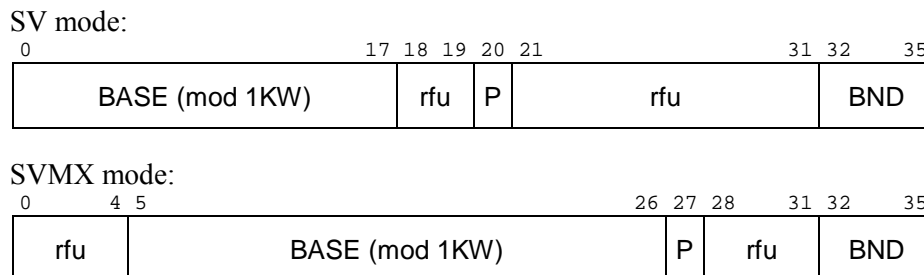 SV mode:
0 17 18 19 20 21 31 32 35
BASE (mod 1KW) rfu P rfu BND
SVMX mode:
0 4 5 26 27 28 31 32 35
rfu BASE (mod 1KW) P rfu BND